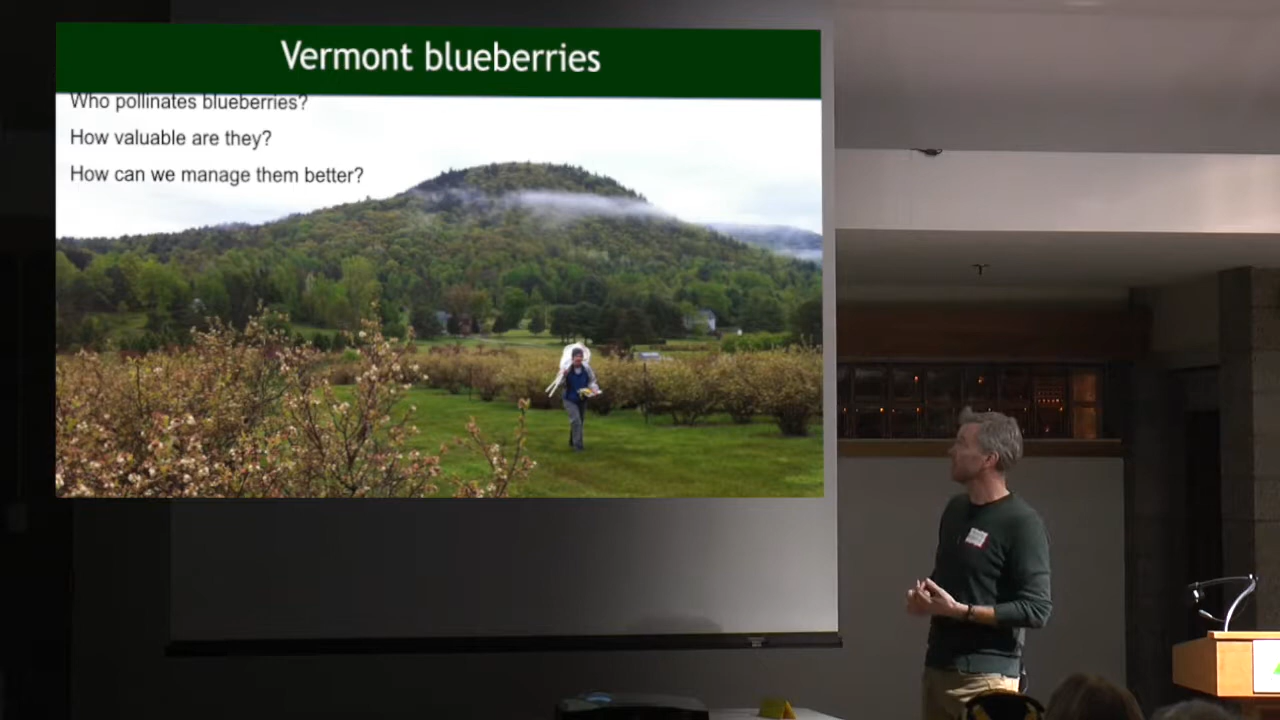 Vermont blueberries
Who pollinates blueberries?
How valuable are they?
How can we manage them better?